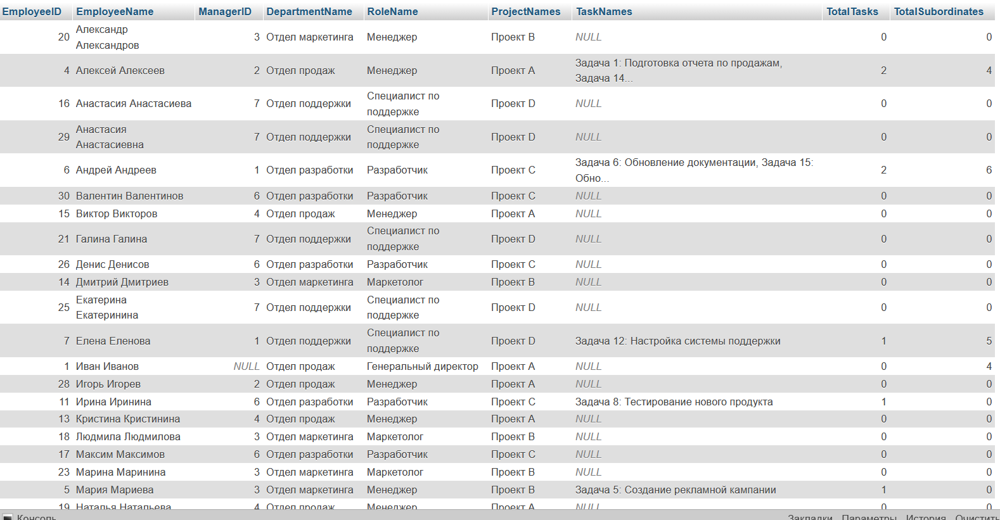 EmployeeID EmployeeName ManagerID DepartmentName RoleName ProjectNames TaskNames TotalTasks TotalSubordinates
20 Александр Александров 3 Отдел маркетинга Менеджер Проект B NULL 0 0
4 Алексей Алексеев 2 Отдел продаж Менеджер Проект A Задача 1: Подготовка отчета по продажам, Задача 14... 2 4
16 Анастасия Анастасиева 7 Отдел поддержки Специалист по поддержке Проект D NULL 0 0
29 Анастасия Анастасиевна 7 Отдел поддержки Специалист по поддержке Проект D NULL 0 0
6 Андрей Андреев 1 Отдел разработки Разработчик Проект C Задача 6: Обновление документации, Задача 15: Обно... 2 6
30 Валентин Валентинов 6 Отдел разработки Разработчик Проект C NULL 0 0
15 Виктор Викторов 4 Отдел продаж Менеджер Проект A NULL 0 0
21 Галина Галина 7 Отдел поддержки Специалист по поддержке Проект D NULL 0 0
26 Денис Денисов 6 Отдел разработки Разработчик Проект C NULL 0 0
14 Дмитрий Дмитриев 3 Отдел маркетинга Маркетолог Проект B NULL 0 0
25 Екатерина Екатеринина 7 Отдел поддержки Специалист по поддержке Проект D NULL 0 0
7 Елена Еленова 1 Отдел поддержки Специалист по поддержке Проект D Задача 12: Настройка системы поддержки 1 5
1 Иван Иванов NULL Отдел продаж Генеральный директор Проект A NULL 0 4
28 Игорь Игорев 2 Отдел продаж Менеджер Проект A NULL 0 0
11 Ирина Иринина 6 Отдел разработки Разработчик Проект C Задача 8: Тестирование нового продукта 1 0
13 Кристина Кристинина 4 Отдел продаж Менеджер Проект A NULL 0 0
18 Людмила Людмилова 3 Отдел маркетинга Маркетолог Проект B NULL 0 0
17 Максим Максимов 6 Отдел разработки Разработчик Проект C NULL 0 0
23 Марина Маринина 3 Отдел маркетинга Маркетолог Проект B NULL 0 0
5 Мария Мариева 3 Отдел маркетинга Менеджер Проект B Задача 5: Создание рекламной кампании 1 0
19 Наталья Натальева 4 Отдел продаж Менеджер Проект A NULL 0 0
Консоль Закладки Параметры История Очистить